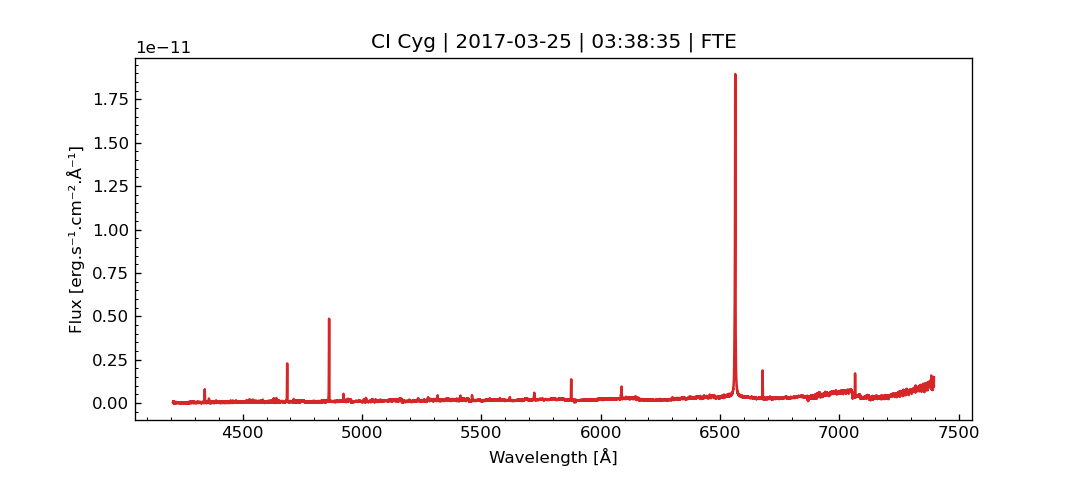 CI Cyg | 2017-03-25 | 03:38:35 | FTE
1e−11
1.75
1.50
1.25
1.00
0.75
0.50
0.25
0.00
Flux [erg.s⁻¹.cm⁻².Å⁻¹]
4500 5000 5500 6000 6500 7000 7500
Wavelength [Å]